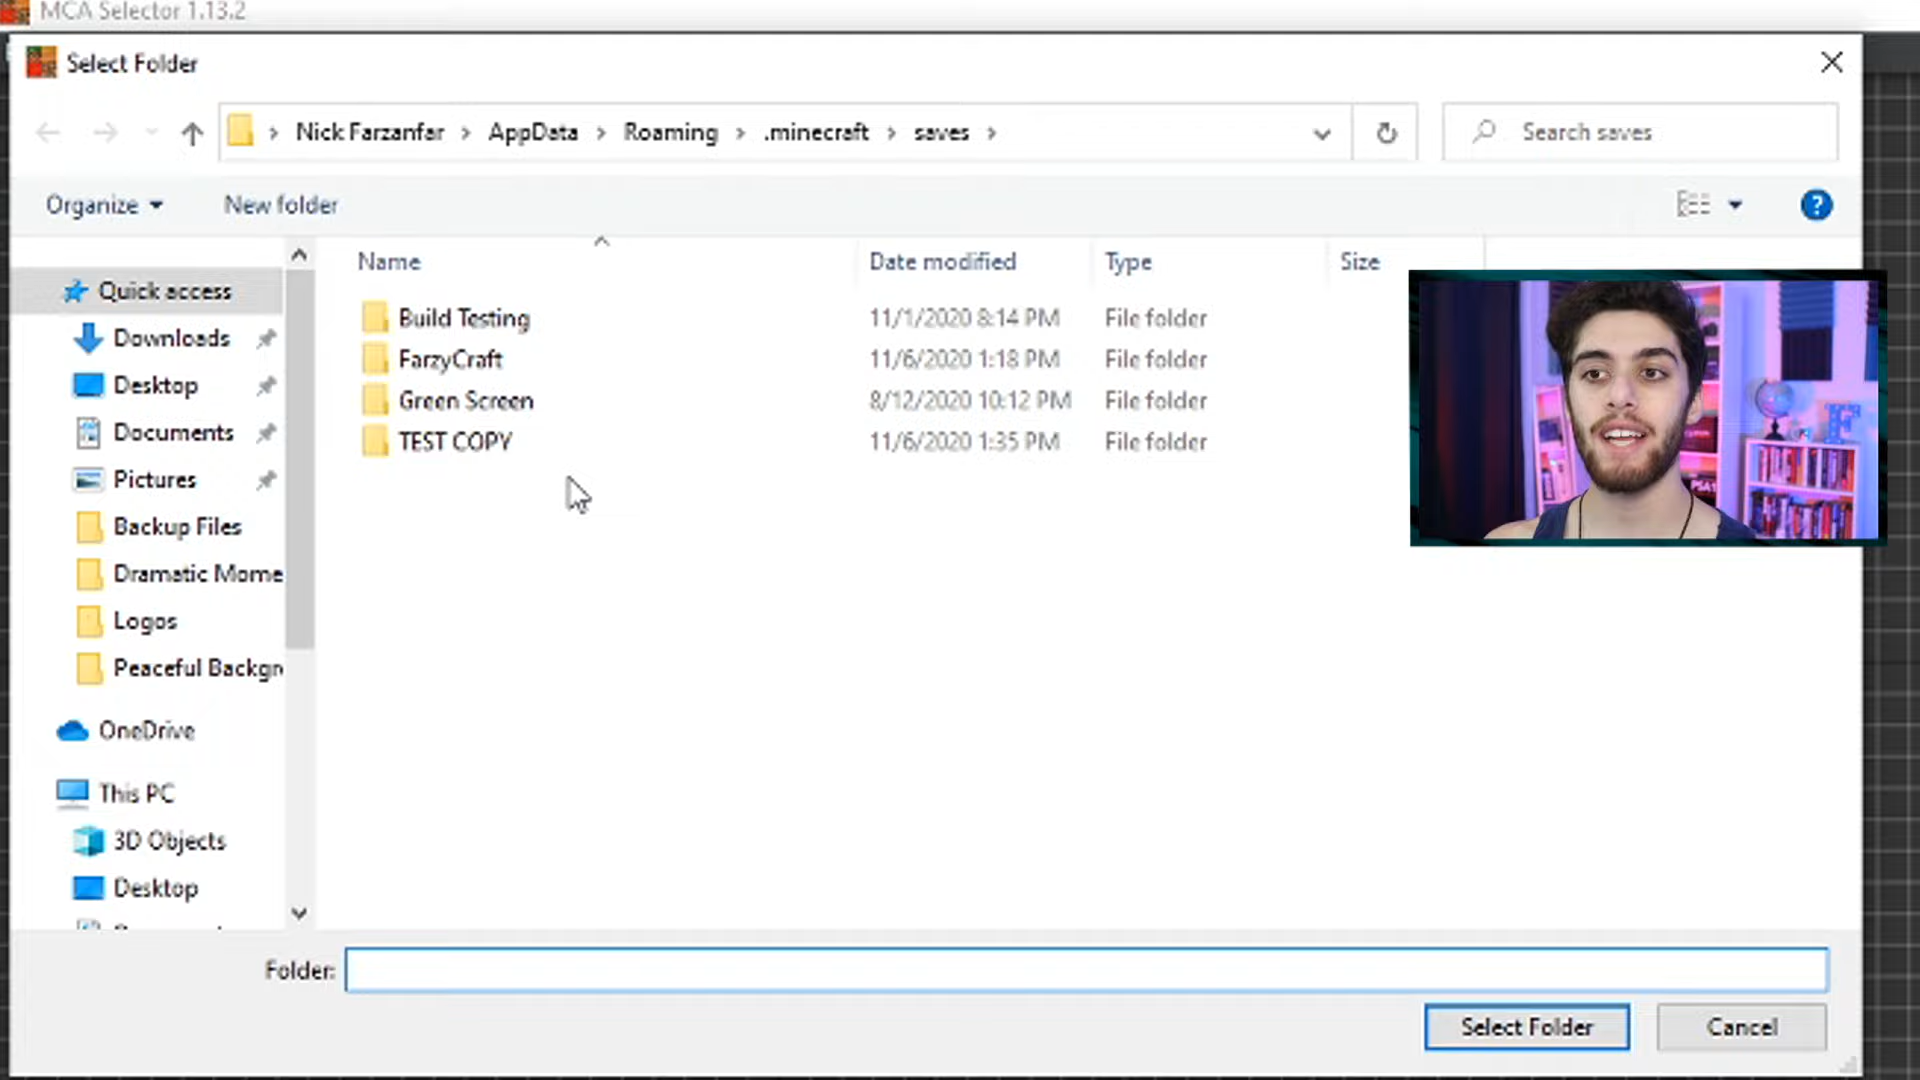 MCA Selector 1.13.2
Select Folder
Nick Farzanfar > AppData > Roaming > .minecraft > saves >
Search saves
Organize
New folder
?
Name
Date modified
Type
Size
Quick access
Downloads
Desktop
Documents
Pictures
Backup Files
Dramatic Mome
Logos
Peaceful Backgr
OneDrive
This PC
3D Objects
Desktop
Build Testing 11/1/2020 8:14 PM File folder
FarzyCraft 11/6/2020 1:18 PM File folder
Green Screen 8/12/2020 10:12 PM File folder
TEST COPY 11/6/2020 1:35 PM File folder
F
Folder:
Select Folder
Cancel